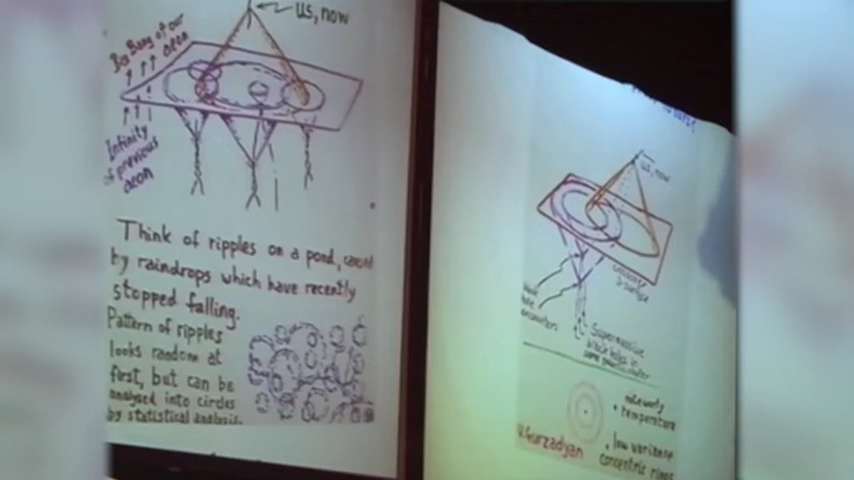 us, now
Big Bang of our
aeon
Infinity
of previous
aeon
Think of ripples on a pond, caused
by raindrops which have recently
stopped falling.
Pattern of ripples
looks random at
first, but can be
analysed into circles
by statistical analysis.
us, now
encounters
Supermassive
black holes in
same galactic cluster
V. Gurzadyan
temperature
low variance
concentric rings